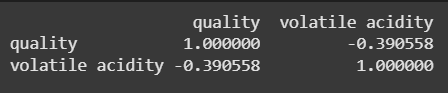 quality volatile acidity
quality 1.000000 -0.390558
volatile acidity -0.390558 1.000000